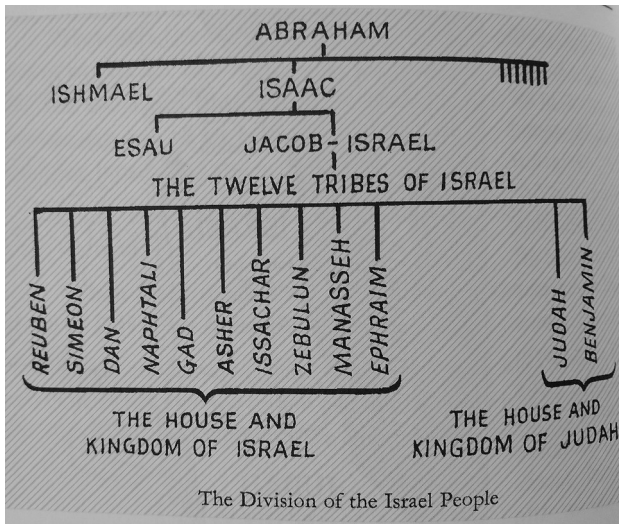 ABRAHAM
ISHMAEL ISAAC
ESAU JACOB-ISRAEL
THE TWELVE TRIBES OF ISRAEL
REUBEN
SIMEON
DAN
NAPHTALI
GAD
ASHER
ISSACHAR
ZEBULUN
MANASSEH
EPHRAIM
JUDAH
BENJAMIN
THE HOUSE AND
KINGDOM OF ISRAEL
THE HOUSE AND
KINGDOM OF JUDAH
The Division of the Israel People